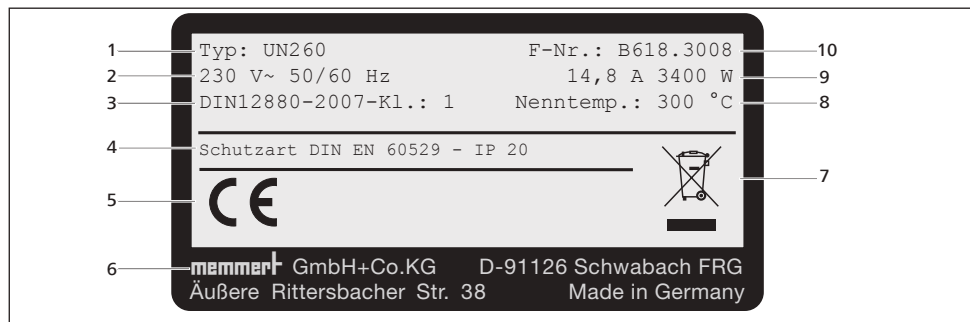 1 Typ: UN260 F-Nr.: B618.3008 10
2 230 V~ 50/60 Hz 14,8 A 3400 W 9
3 DIN12880-2007-Kl.: 1 Nenntemp.: 300 °C 8
4 Schutzart DIN EN 60529 - IP 20
7
5 CE
6 memmert GmbH+Co.KG D-91126 Schwabach FRG
Äußere Rittersbacher Str. 38 Made in Germany